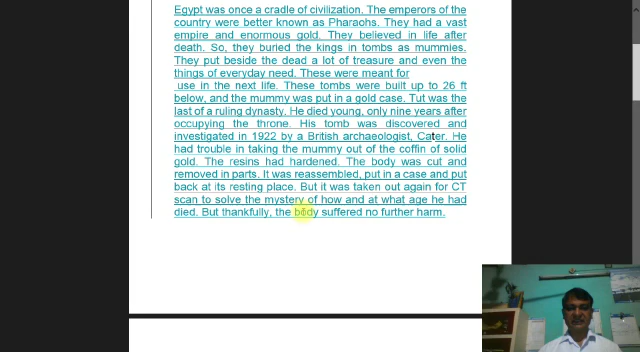 Egypt was once a cradle of civilization. The emperors of the
country were better known as Pharaohs. They had a vast
empire and enormous gold. They believed in life after
death. So, they buried the kings in tombs as mummies.
They put beside the dead a lot of treasure and even the
things of everyday need. These were meant for
use in the next life. These tombs were built up to 26 ft
below, and the mummy was put in a gold case. Tut was the
last of a ruling dynasty. He died young, only nine years after
occupying the throne. His tomb was discovered and
investigated in 1922 by a British archaeologist, Cater. He
had trouble in taking the mummy out of the coffin of solid
gold. The resins had hardened. The body was cut and
removed in parts. It was reassembled, put in a case and put
back at its resting place. But it was taken out again for CT
scan to solve the mystery of how and at what age he had
died. But thankfully, the body suffered no further harm.